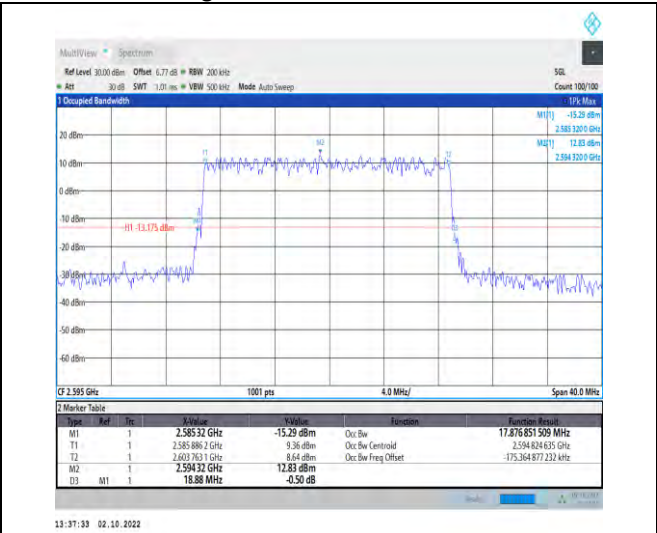 MultiView Spectrum
Ref Level 30.00 dBm Offset 6.77 dB RBW 200 kHz SGL
Att 30 dB SWT 1.01 ms VBW 500 kHz Mode Auto Sweep Count 100/100
1 Occupied Bandwidth 1Pk Max
M1[1] -15.29 dBm
2.585 3200 GHz
20 dBm
M2[1] 12.83 dBm
2.594 3200 GHz
M2
T1
T2
10 dBm
0 dBm
-10 dBm
H1 -13.175 dBm
-20 dBm
-30 dBm
-40 dBm
-50 dBm
-60 dBm
CF 2.595 GHz 1001 pts 4.0 MHz/ Span 40.0 MHz
2 Marker Table
Type Ref Trc X-Value Y-Value Function Function Result
M1 1 2.585 32 GHz -15.29 dBm Occ Bw 17.876 851 509 MHz
T1 1 2.585 886 2 GHz 9.36 dBm Occ Bw Centroid 2.594 824 635 GHz
T2 1 2.603 763 1 GHz 8.64 dBm Occ Bw Freq Offset -175.364 877 232 kHz
M2 1 2.594 32 GHz 12.83 dBm
D3 M1 1 18.88 MHz -0.50 dB
13:37:33 02.10.2022